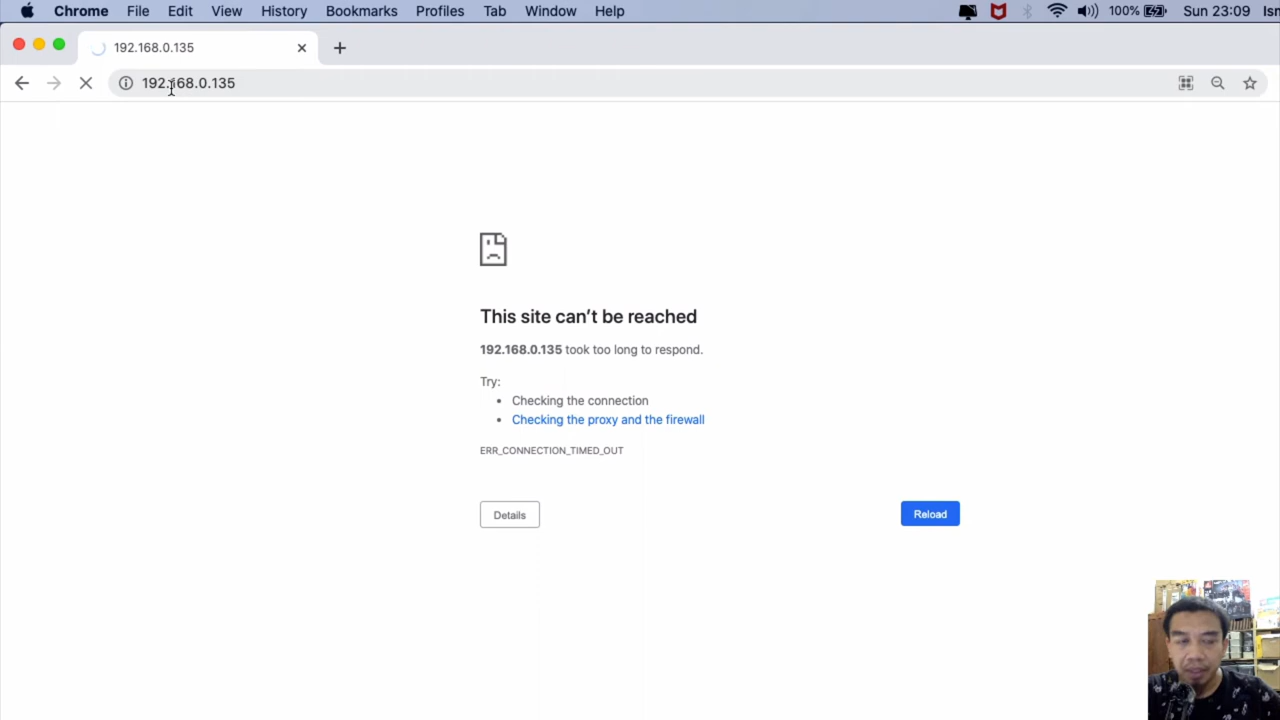 Chrome File Edit View History Bookmarks Profiles Tab Window Help 100% Sun 23:09 Ism
192.168.0.135
192.168.0.135
This site can't be reached
192.168.0.135 took too long to respond.
Try:
• Checking the connection
• Checking the proxy and the firewall
ERR_CONNECTION_TIMED_OUT
Details Reload